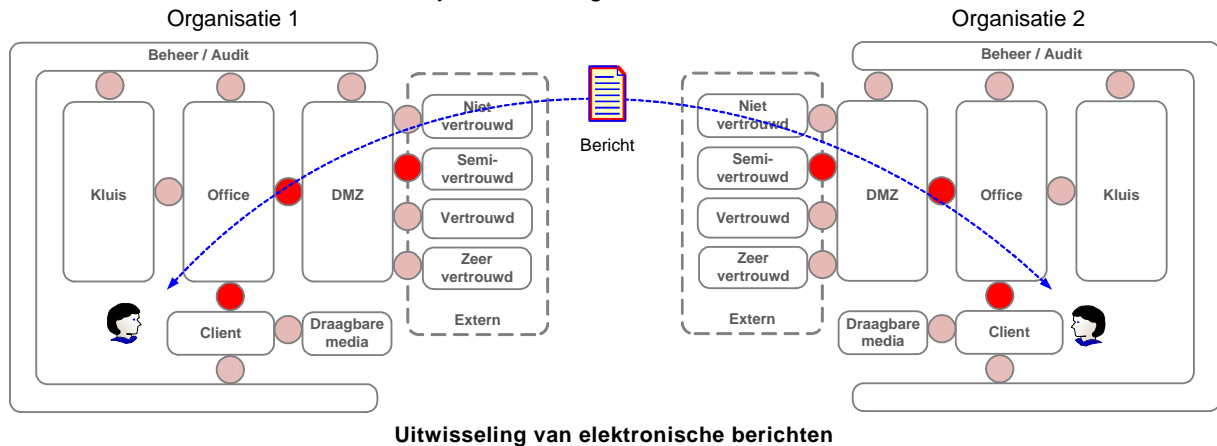 Organisatie 1
Organisatie 2
Beheer / Audit
Beheer / Audit
Niet
vertrouwd
Semi-
vertrouwd
Vertrouwd
Zeer
vertrouwd
Extern
Kluis
Office
DMZ
Client
Draagbare
media
Bericht
Niet
vertrouwd
Semi-
vertrouwd
Vertrouwd
Zeer
vertrouwd
Extern
DMZ
Office
Kluis
Draagbare
media
Client
Uitwisseling van elektronische berichten